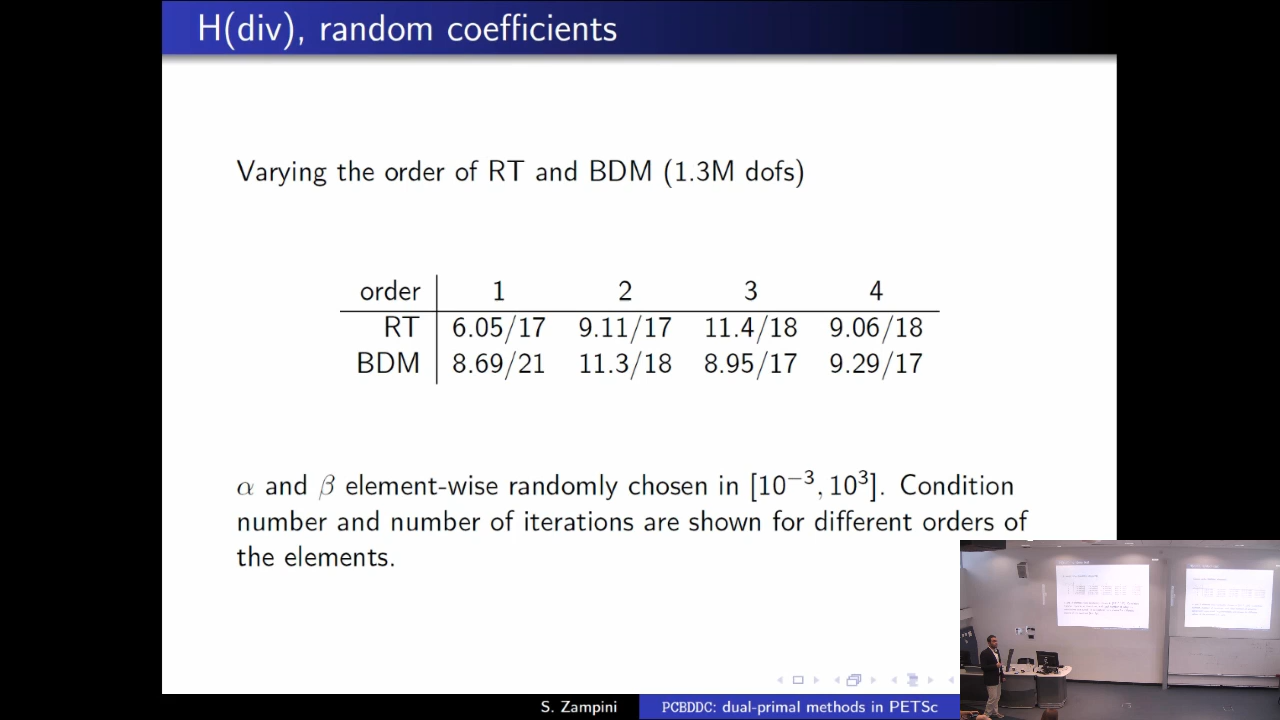 H(div), random coefficients
Varying the order of RT and BDM (1.3M dofs)
order 1 2 3 4
RT 6.05/17 9.11/17 11.4/18 9.06/18
BDM 8.69/21 11.3/18 8.95/17 9.29/17
α and β element-wise randomly chosen in [10⁻³, 10³]. Condition
number and number of iterations are shown for different orders of
the elements.
S. Zampini PCBDDC: dual-primal methods in PETSc